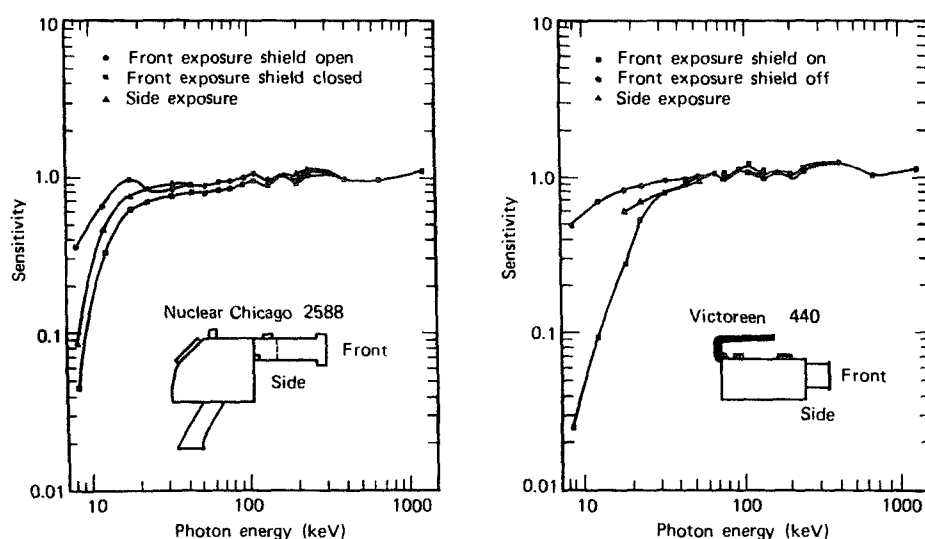 10
Front exposure shield open
Front exposure shield closed
Side exposure
1.0
Sensitivity
0.1
0.01
Nuclear Chicago 2588
Front
Side
10
100
1000
Photon energy (keV)
10
Front exposure shield on
Front exposure shield off
Side exposure
1.0
Sensitivity
0.1
0.01
Victoreen 440
Front
Side
10
100
1000
Photon energy (keV)